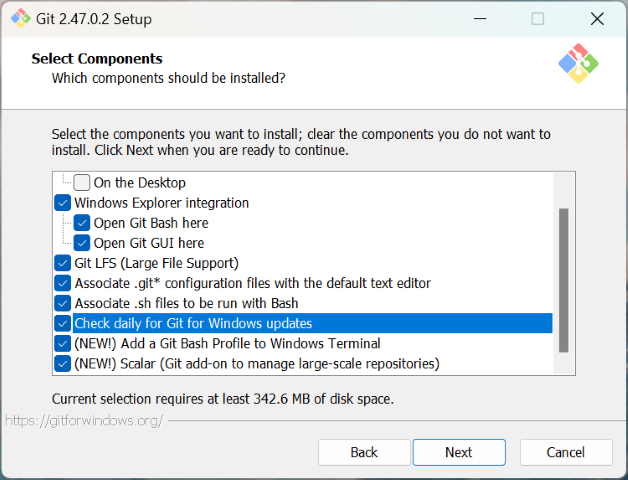 Git 2.47.0.2 Setup
Select Components
Which components should be installed?
Select the components you want to install; clear the components you do not want to
install. Click Next when you are ready to continue.
On the Desktop
Windows Explorer integration
Open Git Bash here
Open Git GUI here
Git LFS (Large File Support)
Associate .git* configuration files with the default text editor
Associate .sh files to be run with Bash
Check daily for Git for Windows updates
(NEW!) Add a Git Bash Profile to Windows Terminal
(NEW!) Scalar (Git add-on to manage large-scale repositories)
Current selection requires at least 342.6 MB of disk space.
https://gitforwindows.org/
Back Next Cancel